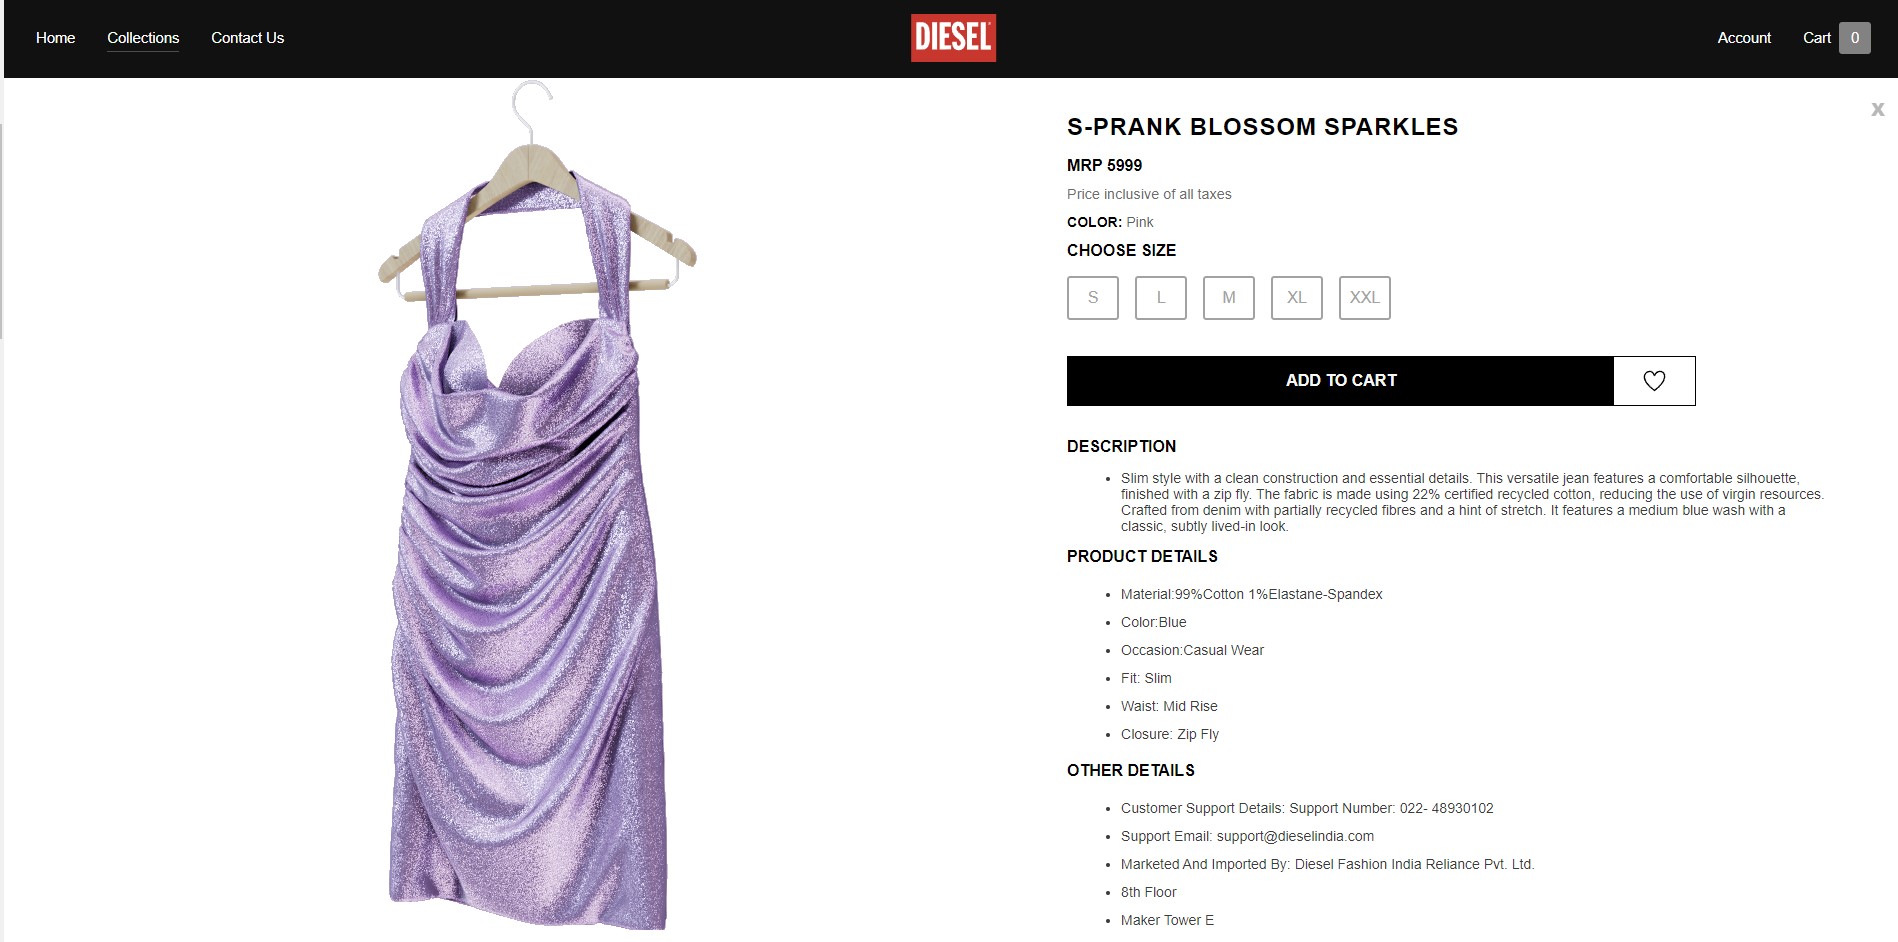 Home Collections Contact Us DIESEL Account Cart 0
x
S-PRANK BLOSSOM SPARKLES
MRP 5999
Price inclusive of all taxes
COLOR: Pink
CHOOSE SIZE
S L M XL XXL
ADD TO CART
DESCRIPTION
Slim style with a clean construction and essential details. This versatile jean features a comfortable silhouette,
finished with a zip fly. The fabric is made using 22% certified recycled cotton, reducing the use of virgin resources.
Crafted from denim with partially recycled fibres and a hint of stretch. It features a medium blue wash with a
classic, subtly lived-in look.
PRODUCT DETAILS
Material:99%Cotton 1%Elastane-Spandex
Color:Blue
Occasion:Casual Wear
Fit: Slim
Waist: Mid Rise
Closure: Zip Fly
OTHER DETAILS
Customer Support Details: Support Number: 022- 48930102
Support Email: support@dieselindia.com
Marketed And Imported By: Diesel Fashion India Reliance Pvt. Ltd.
8th Floor
Maker Tower E